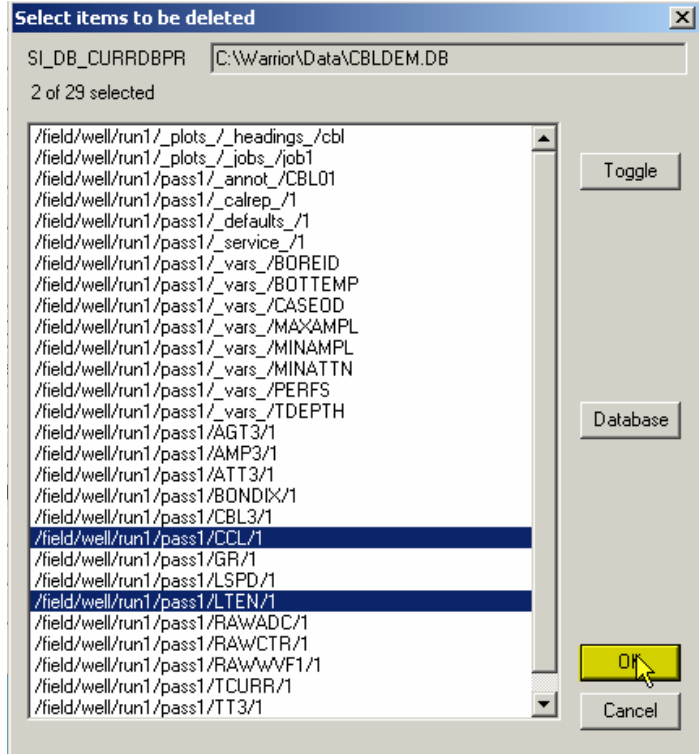 Select items to be deleted
SI_DB_CURRDBPR C:\Warrior\Data\CBLDEM.DB
2 of 29 selected
/field/well/run1/_plots_/_headings_/cbl
/field/well/run1/_plots_/_jobs_/job1
/field/well/run1/pass1/_annot_/CBL01
/field/well/run1/pass1/_calrep_/1
/field/well/run1/pass1/_defaults_/1
/field/well/run1/pass1/_service_/1
/field/well/run1/pass1/_vars_/BOREID
/field/well/run1/pass1/_vars_/BOTTEMP
/field/well/run1/pass1/_vars_/CASEOD
/field/well/run1/pass1/_vars_/MAXAMPL
/field/well/run1/pass1/_vars_/MINAMPL
/field/well/run1/pass1/_vars_/MINATTN
/field/well/run1/pass1/_vars_/PERFS
/field/well/run1/pass1/_vars_/TDEPTH
/field/well/run1/pass1/AGT3/1
/field/well/run1/pass1/AMP3/1
/field/well/run1/pass1/ATT3/1
/field/well/run1/pass1/BONDIX/1
/field/well/run1/pass1/CBL3/1
/field/well/run1/pass1/CCL/1
/field/well/run1/pass1/GR/1
/field/well/run1/pass1/LSPD/1
/field/well/run1/pass1/LTEN/1
/field/well/run1/pass1/RAWADC/1
/field/well/run1/pass1/RAWCTR/1
/field/well/run1/pass1/RAWWVF1/1
/field/well/run1/pass1/TCURR/1
/field/well/run1/pass1/TT3/1
Toggle
Database
OK
Cancel